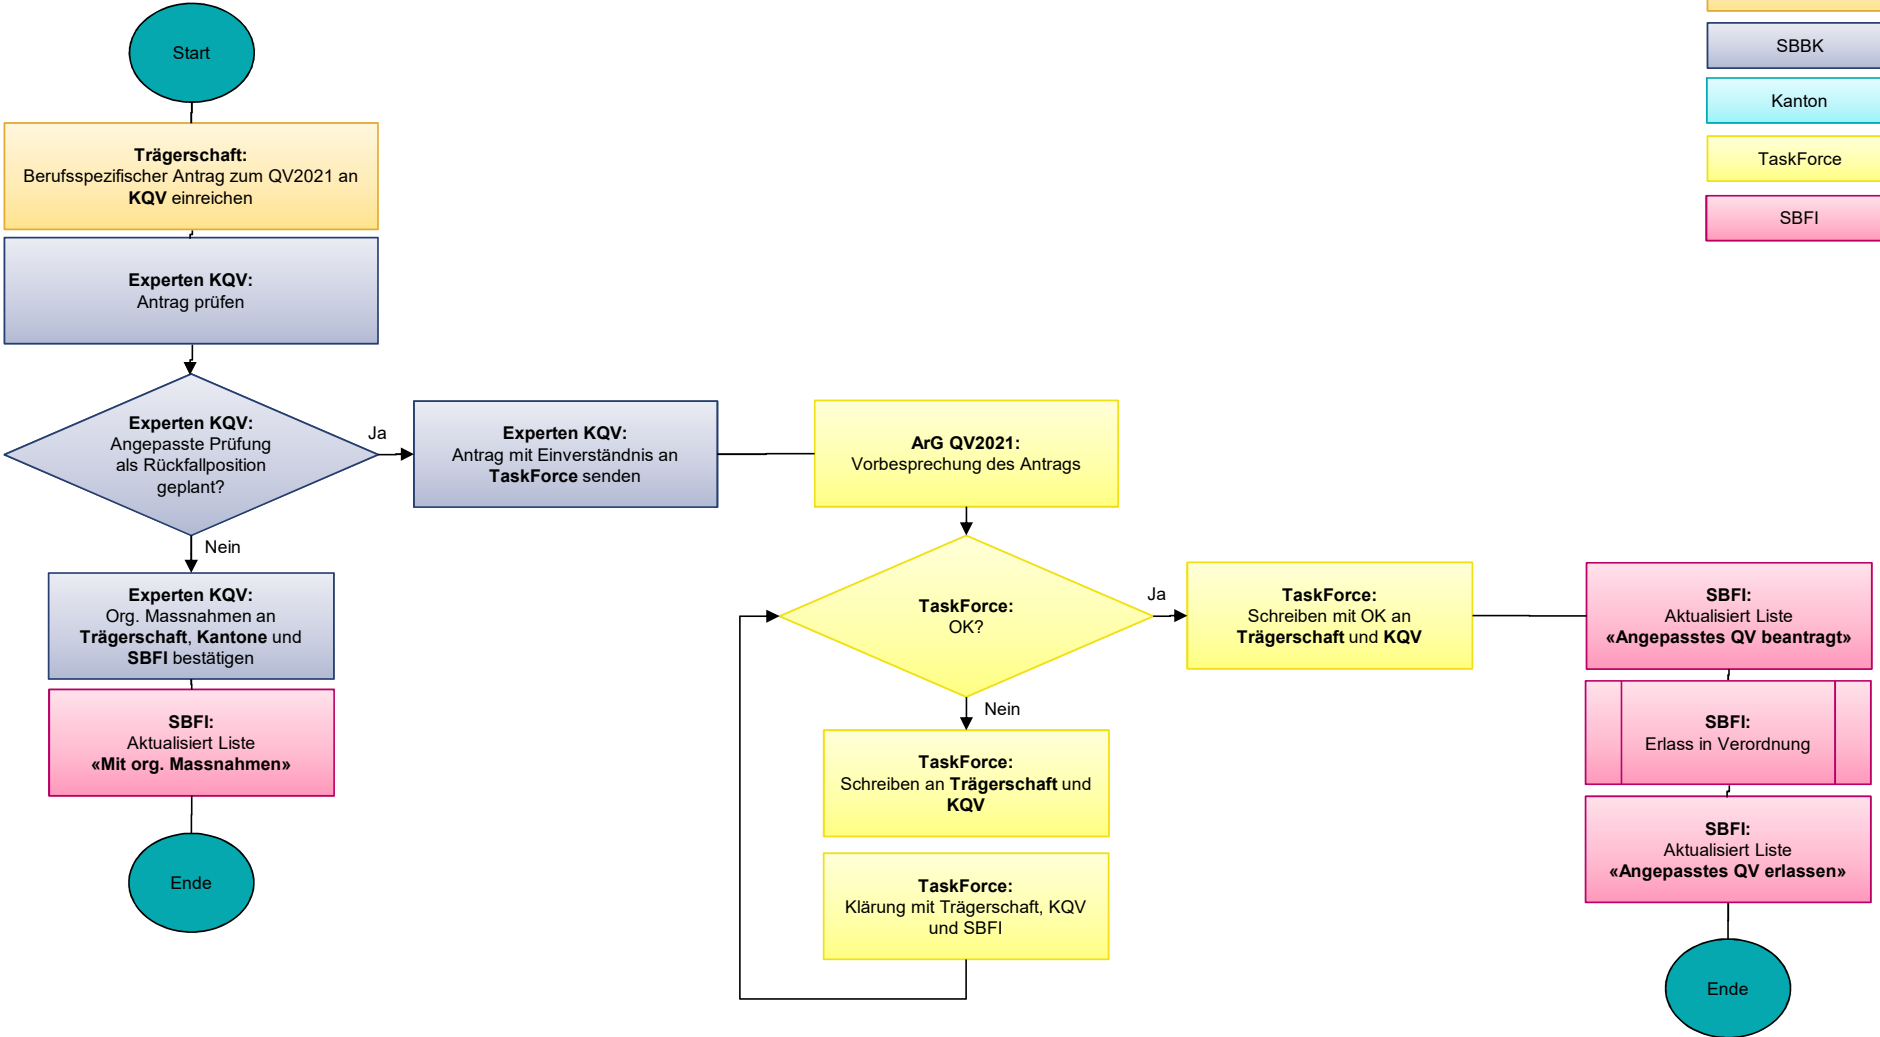 Start
Trägerschaft:
Berufsspezifischer Antrag zum QV2021 an
KQV einreichen
Experten KQV:
Antrag prüfen
Experten KQV:
Angepasste Prüfung
als Rückfallposition
geplant?
Ja
Nein
Experten KQV:
Org. Massnahmen an
Trägerschaft, Kantone und
SBFI bestätigen
SBFI:
Aktualisiert Liste
«Mit org. Massnahmen»
Ende
Experten KQV:
Antrag mit Einverständnis an
TaskForce senden
ArG QV2021:
Vorbesprechung des Antrags
TaskForce:
OK?
Ja
Nein
TaskForce:
Schreiben an Trägerschaft und
KQV
TaskForce:
Klärung mit Trägerschaft, KQV
und SBFI
TaskForce:
Schreiben mit OK an
Trägerschaft und KQV
SBFI:
Aktualisiert Liste
«Angepasstes QV beantragt»
SBFI:
Erlass in Verordnung
SBFI:
Aktualisiert Liste
«Angepasstes QV erlassen»
Ende
SBBK
Kanton
TaskForce
SBFI